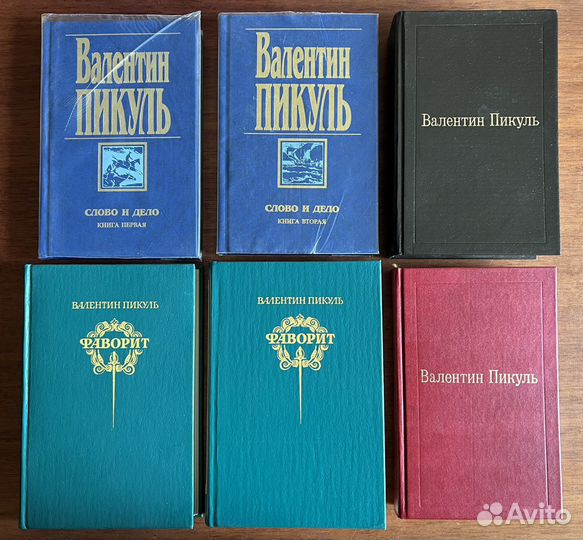 Валентин
ПИКУЛЬ
СЛОВО И ДЕЛО
КНИГА ПЕРВАЯ
Валентин
ПИКУЛЬ
СЛОВО И ДЕЛО
КНИГА ВТОРАЯ
Валентин Пикуль
ВАЛЕНТИН ПИКУЛЬ
ФАВОРИТ
ВАЛЕНТИН ПИКУЛЬ
ФАВОРИТ
Валентин Пикуль
Avito